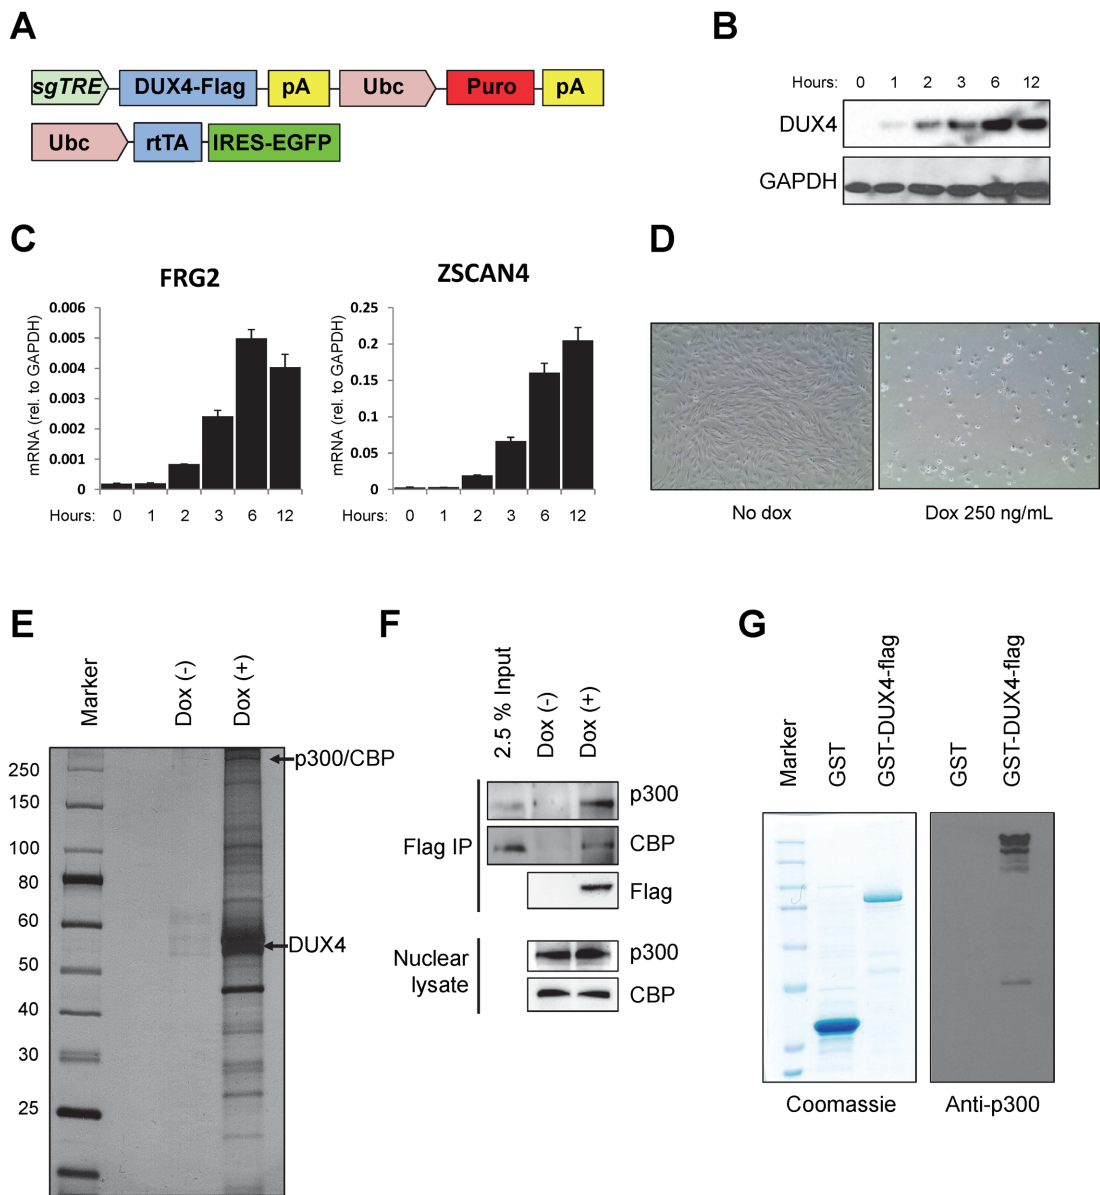 A
sgTRE DUX4-Flag pA Ubc Puro pA
Ubc rtTA IRES-EGFP
B
Hours: 0 1 2 3 6 12
DUX4
GAPDH
C
FRG2
mRNA (rel. to GAPDH)
0.006
0.005
0.004
0.003
0.002
0.001
0
Hours: 0 1 2 3 6 12
ZSCAN4
mRNA (rel. to GAPDH)
0.25
0.2
0.15
0.1
0.05
0
Hours: 0 1 2 3 6 12
D
No dox
Dox 250 ng/mL
E
Marker
Dox (-)
Dox (+)
250
150
100
80
60
50
40
30
25
p300/CBP
DUX4
F
2.5 % Input
Dox (-)
Dox (+)
Flag IP
p300
CBP
Flag
Nuclear
lysate
p300
CBP
G
Marker
GST
GST-DUX4-flag
GST
GST-DUX4-flag
Coomassie
Anti-p300